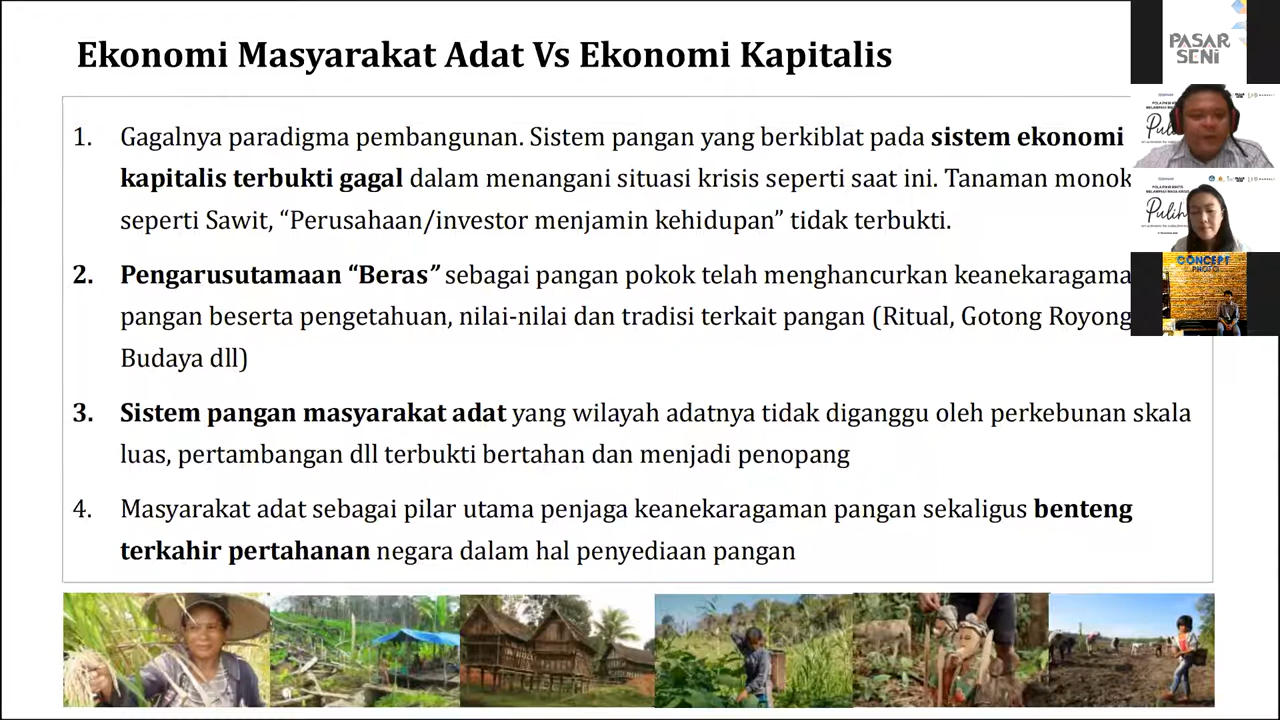 Ekonomi Masyarakat Adat Vs Ekonomi Kapitalis
PASAR
SENI
1. Gagalnya paradigma pembangunan. Sistem pangan yang berkiblat pada sistem ekonomi
kapitalis terbukti gagal dalam menangani situasi krisis seperti saat ini. Tanaman monok
seperti Sawit, “Perusahaan/investor menjamin kehidupan” tidak terbukti.
2. Pengarusutamaan “Beras” sebagai pangan pokok telah menghancurkan keanekaragama
pangan beserta pengetahuan, nilai-nilai dan tradisi terkait pangan (Ritual, Gotong Royong
Budaya dll)
3. Sistem pangan masyarakat adat yang wilayah adatnya tidak diganggu oleh perkebunan skala
luas, pertambangan dll terbukti bertahan dan menjadi penopang
4. Masyarakat adat sebagai pilar utama penjaga keanekaragaman pangan sekaligus benteng
terkahir pertahanan negara dalam hal penyediaan pangan
Pulih
CONCEPT
PHOTO